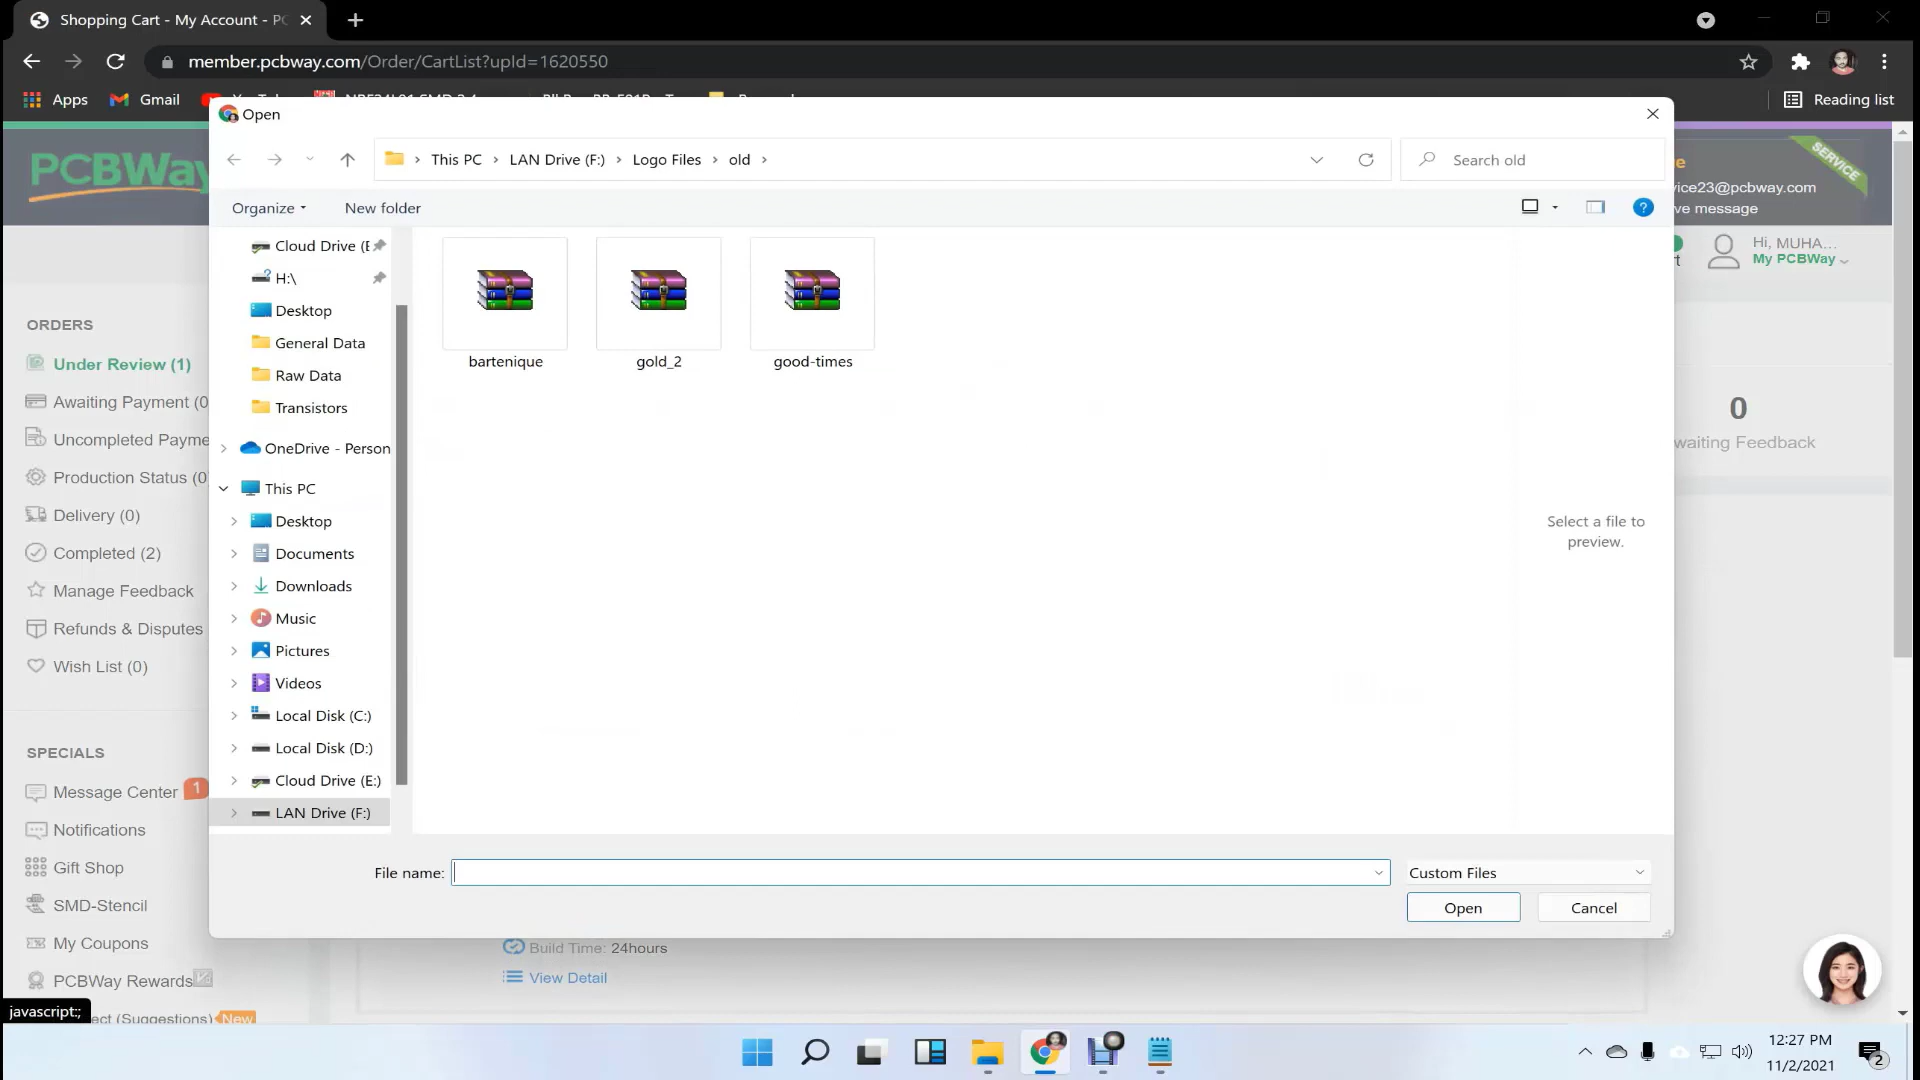 Shopping Cart - My Account - PC
member.pcbway.com/Order/CartList?upId=1620550
Apps
Gmail
Reading list
Open
This PC > LAN Drive (F:) > Logo Files > old >
Search old
Organize
New folder
PCBWay
SERVICE
vice23@pcbway.com
ve message
Hi, MUHA...
My PCBWay
Cloud Drive (E
H:\
Desktop
General Data
Raw Data
Transistors
OneDrive - Person
This PC
Desktop
Documents
Downloads
Music
Pictures
Videos
Local Disk (C:)
Local Disk (D:)
Cloud Drive (E:)
LAN Drive (F:)
bartenique
gold_2
good-times
Select a file to
preview.
File name:
Custom Files
Open
Cancel
ORDERS
Under Review (1)
Awaiting Payment (0
Uncompleted Payme
Production Status (0)
Delivery (0)
Completed (2)
Manage Feedback
Refunds & Disputes
Wish List (0)
SPECIALS
Message Center 1
Notifications
Gift Shop
SMD-Stencil
My Coupons
PCBWay Rewards
ect (Suggestions) New
0
waiting Feedback
Build Time: 24hours
View Detail
javascript:;
12:27 PM
11/2/2021
2